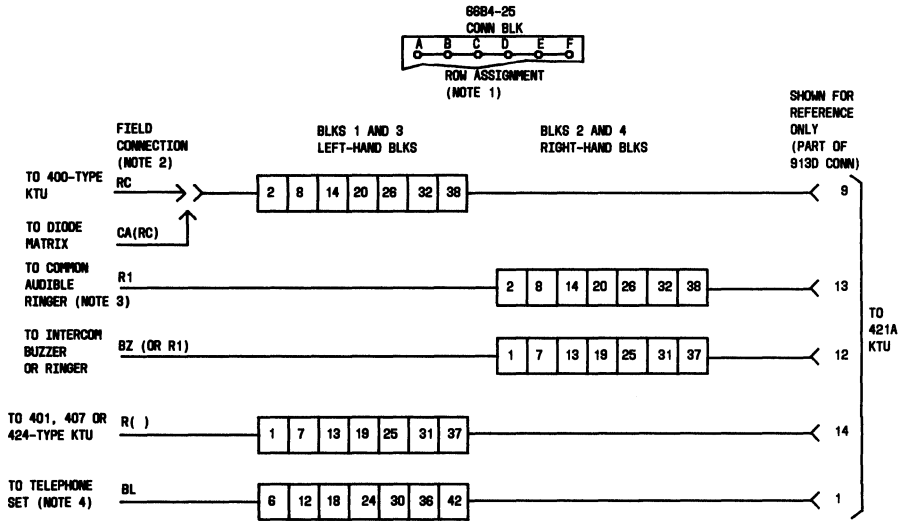 66B4-25
CONN BLK
A B C D E F
ROW ASSIGNMENT
(NOTE 1)
SHOWN FOR
REFERENCE
ONLY
(PART OF
913D CONN)
FIELD
CONNECTION
(NOTE 2)
BLKS 1 AND 3
LEFT-HAND BLKS
BLKS 2 AND 4
RIGHT-HAND BLKS
TO 400-TYPE
KTU
RC
2 8 14 20 26 32 38
9
TO DIODE
MATRIX
CA(RC)
TO COMMON
AUDIBLE
RINGER (NOTE 3)
R1
2 8 14 20 26 32 38
13
TO INTERCOM
BUZZER
OR RINGER
BZ (OR R1)
1 7 13 19 25 31 37
12
TO
421A
KTU
TO 401, 407 OR
424-TYPE KTU
R( )
1 7 13 19 25 31 37
14
TO TELEPHONE
SET (NOTE 4)
BL
6 12 18 24 30 36 42
1